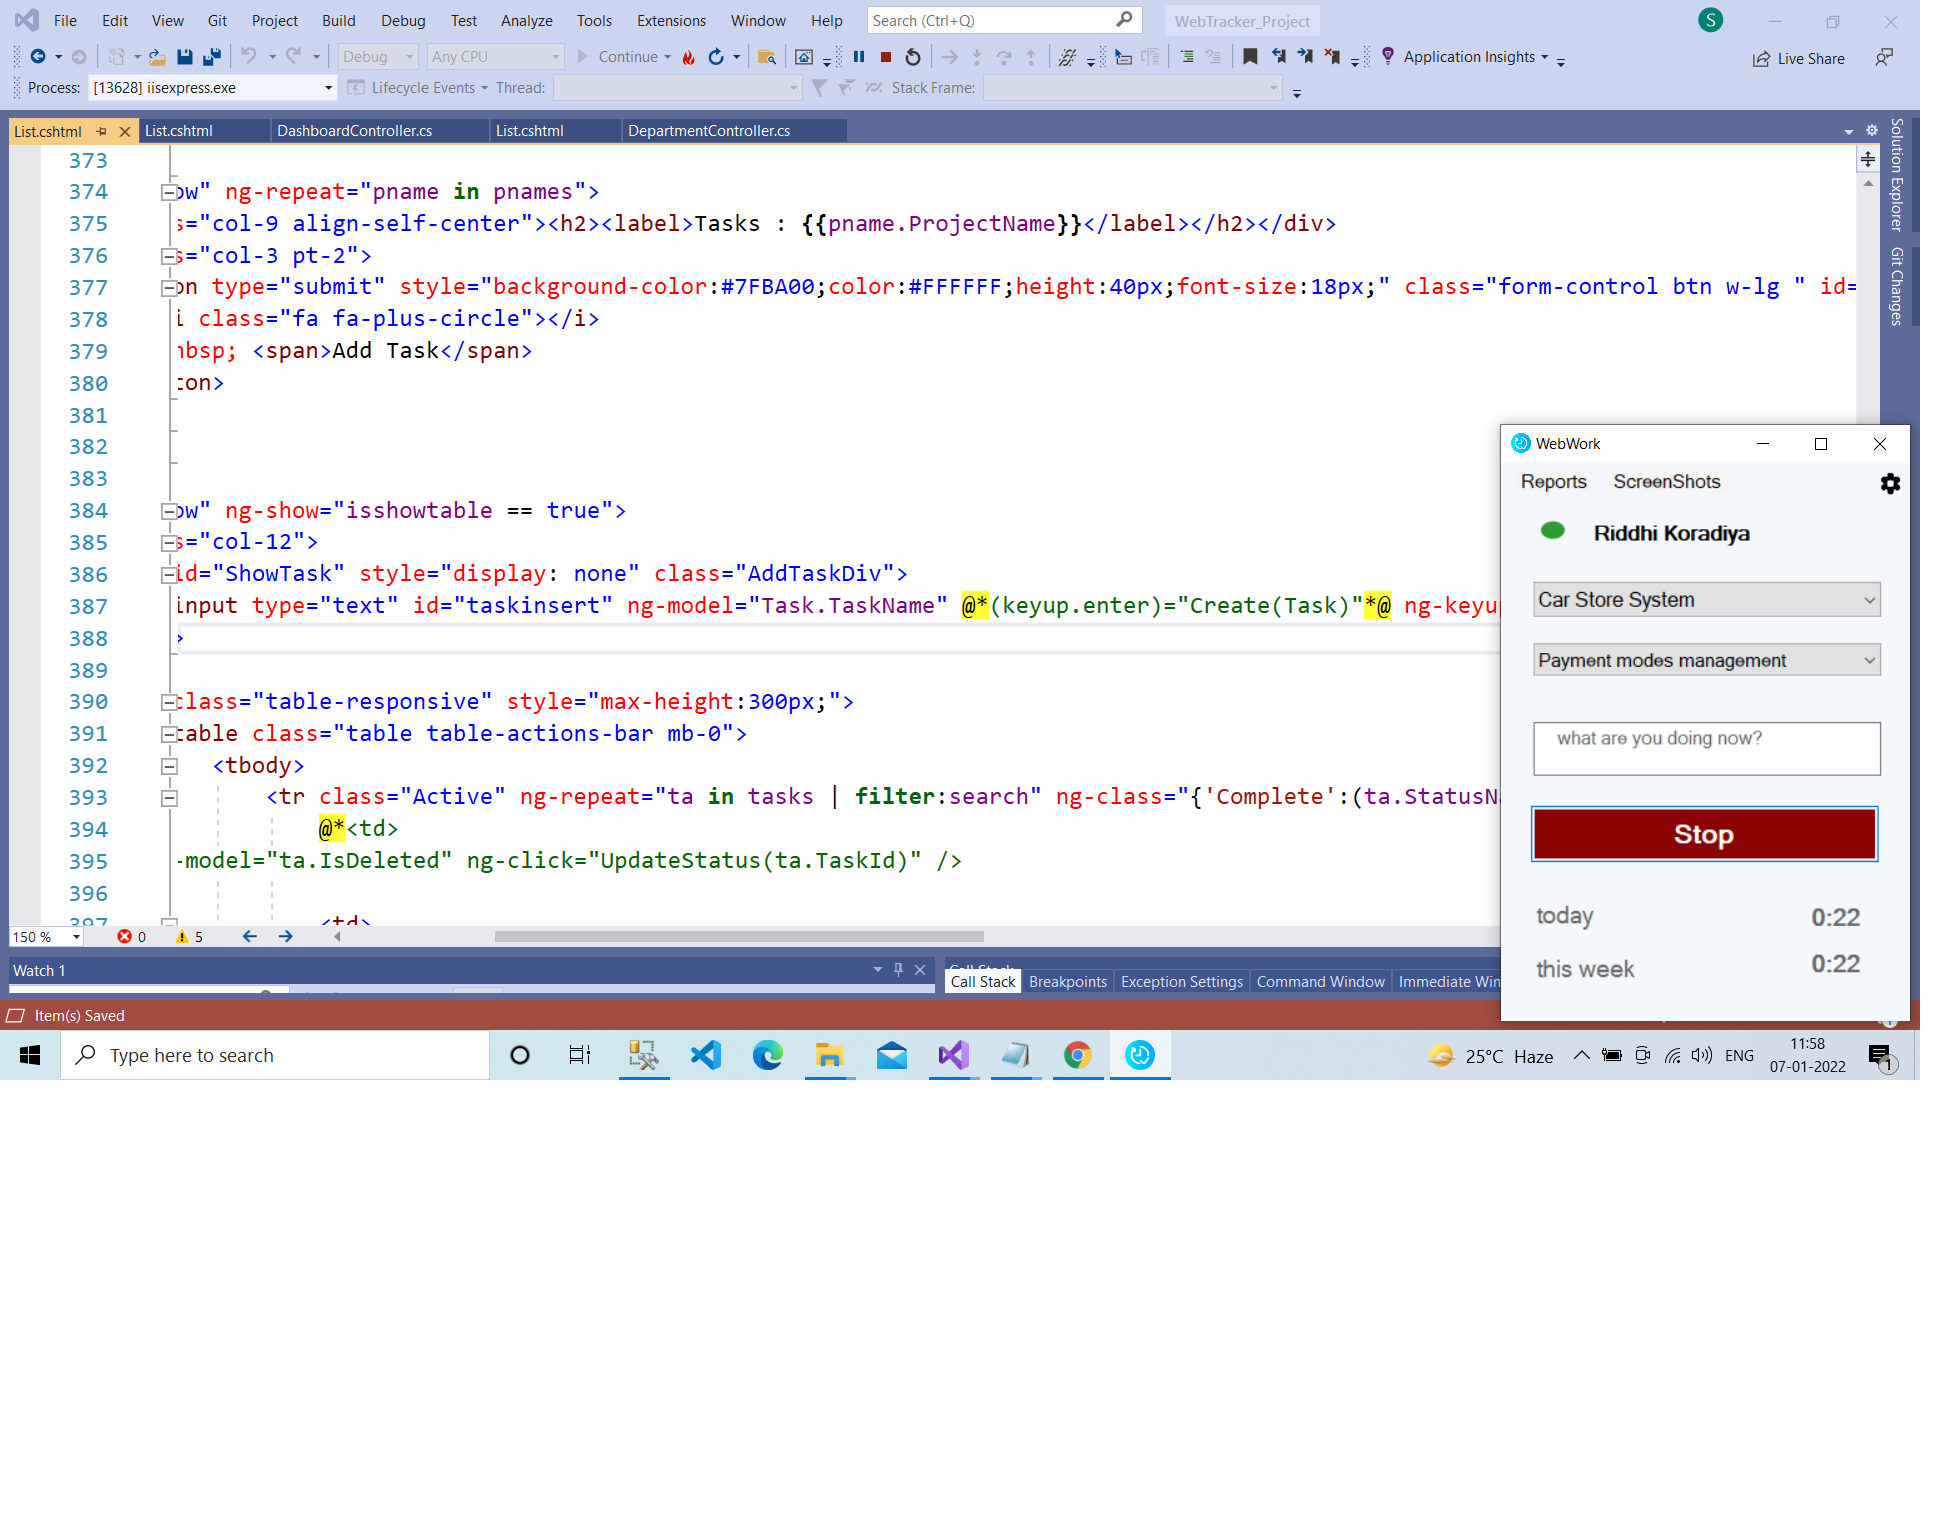 File Edit View Git Project Build Debug Test Analyze Tools Extensions Window Help Search (Ctrl+Q) WebTracker_Project S
Debug Any CPU Continue Application Insights Live Share
Process: [13628] iisexpress.exe Lifecycle Events Thread: Stack Frame:
List.cshtml List.cshtml DashboardController.cs List.cshtml DepartmentController.cs
Solution Explorer
Git Changes
373
374 ow" ng-repeat="pname in pnames">
375 s="col-9 align-self-center"><h2><label>Tasks : {{pname.ProjectName}}</label></h2></div>
376 s="col-3 pt-2">
377 on type="submit" style="background-color:#7FBA00;color:#FFFFFF;height:40px;font-size:18px;" class="form-control btn w-lg " id=
378 i class="fa fa-plus-circle"></i>
379 nbsp; <span>Add Task</span>
380 ton>
381
382
383
384 ow" ng-show="isshowtable == true">
385 s="col-12">
386 id="ShowTask" style="display: none" class="AddTaskDiv">
387 input type="text" id="taskinsert" ng-model="Task.TaskName" @*(keyup.enter)="Create(Task)"*@ ng-keyup
388 >
389
390 class="table-responsive" style="max-height:300px;">
391 table class="table table-actions-bar mb-0">
392 <tbody>
393 <tr class="Active" ng-repeat="ta in tasks | filter:search" ng-class="{'Complete':(ta.StatusNa
394 @*<td>
395 -model="ta.IsDeleted" ng-click="UpdateStatus(ta.TaskId)" />
396
397 <td>
150 % 0 5
Watch 1
Call Stack
Call Stack Breakpoints Exception Settings Command Window Immediate Win
Item(s) Saved
WebWork
Reports ScreenShots
Riddhi Koradiya
Car Store System
Payment modes management
what are you doing now?
Stop
today 0:22
this week 0:22
Type here to search
25°C Haze ENG 11:58
07-01-2022
1